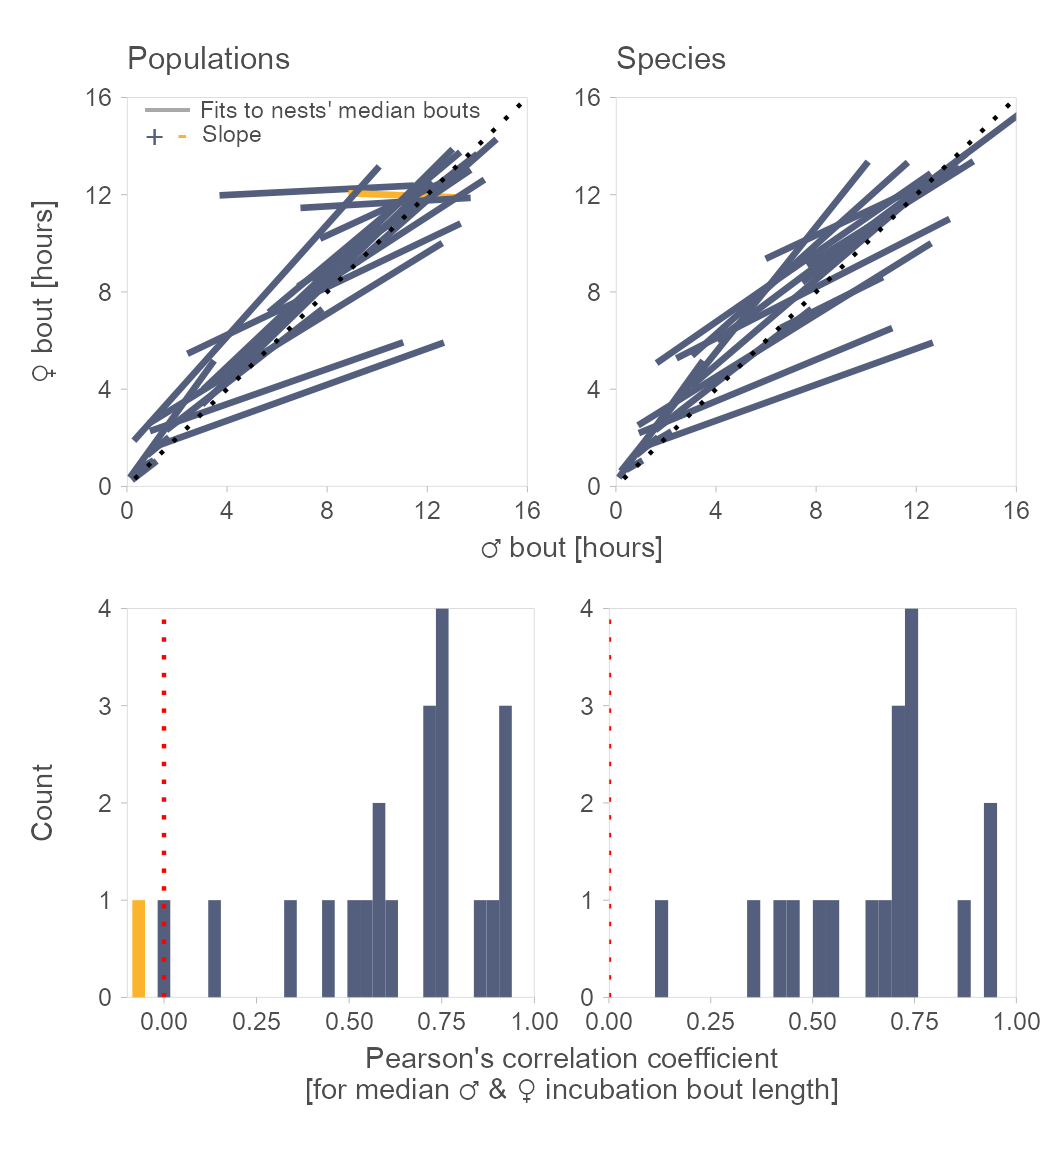 Populations
Species
16
12
8
4
0
Fits to nests' median bouts
+ - Slope
♀ bout [hours]
0 4 8 12 16
16
12
8
4
0
0 4 8 12 16
♂ bout [hours]
4
3
2
1
0
Count
0.00 0.25 0.50 0.75 1.00
4
3
2
1
0
0.00 0.25 0.50 0.75 1.00
Pearson's correlation coefficient
[for median ♂ & ♀ incubation bout length]